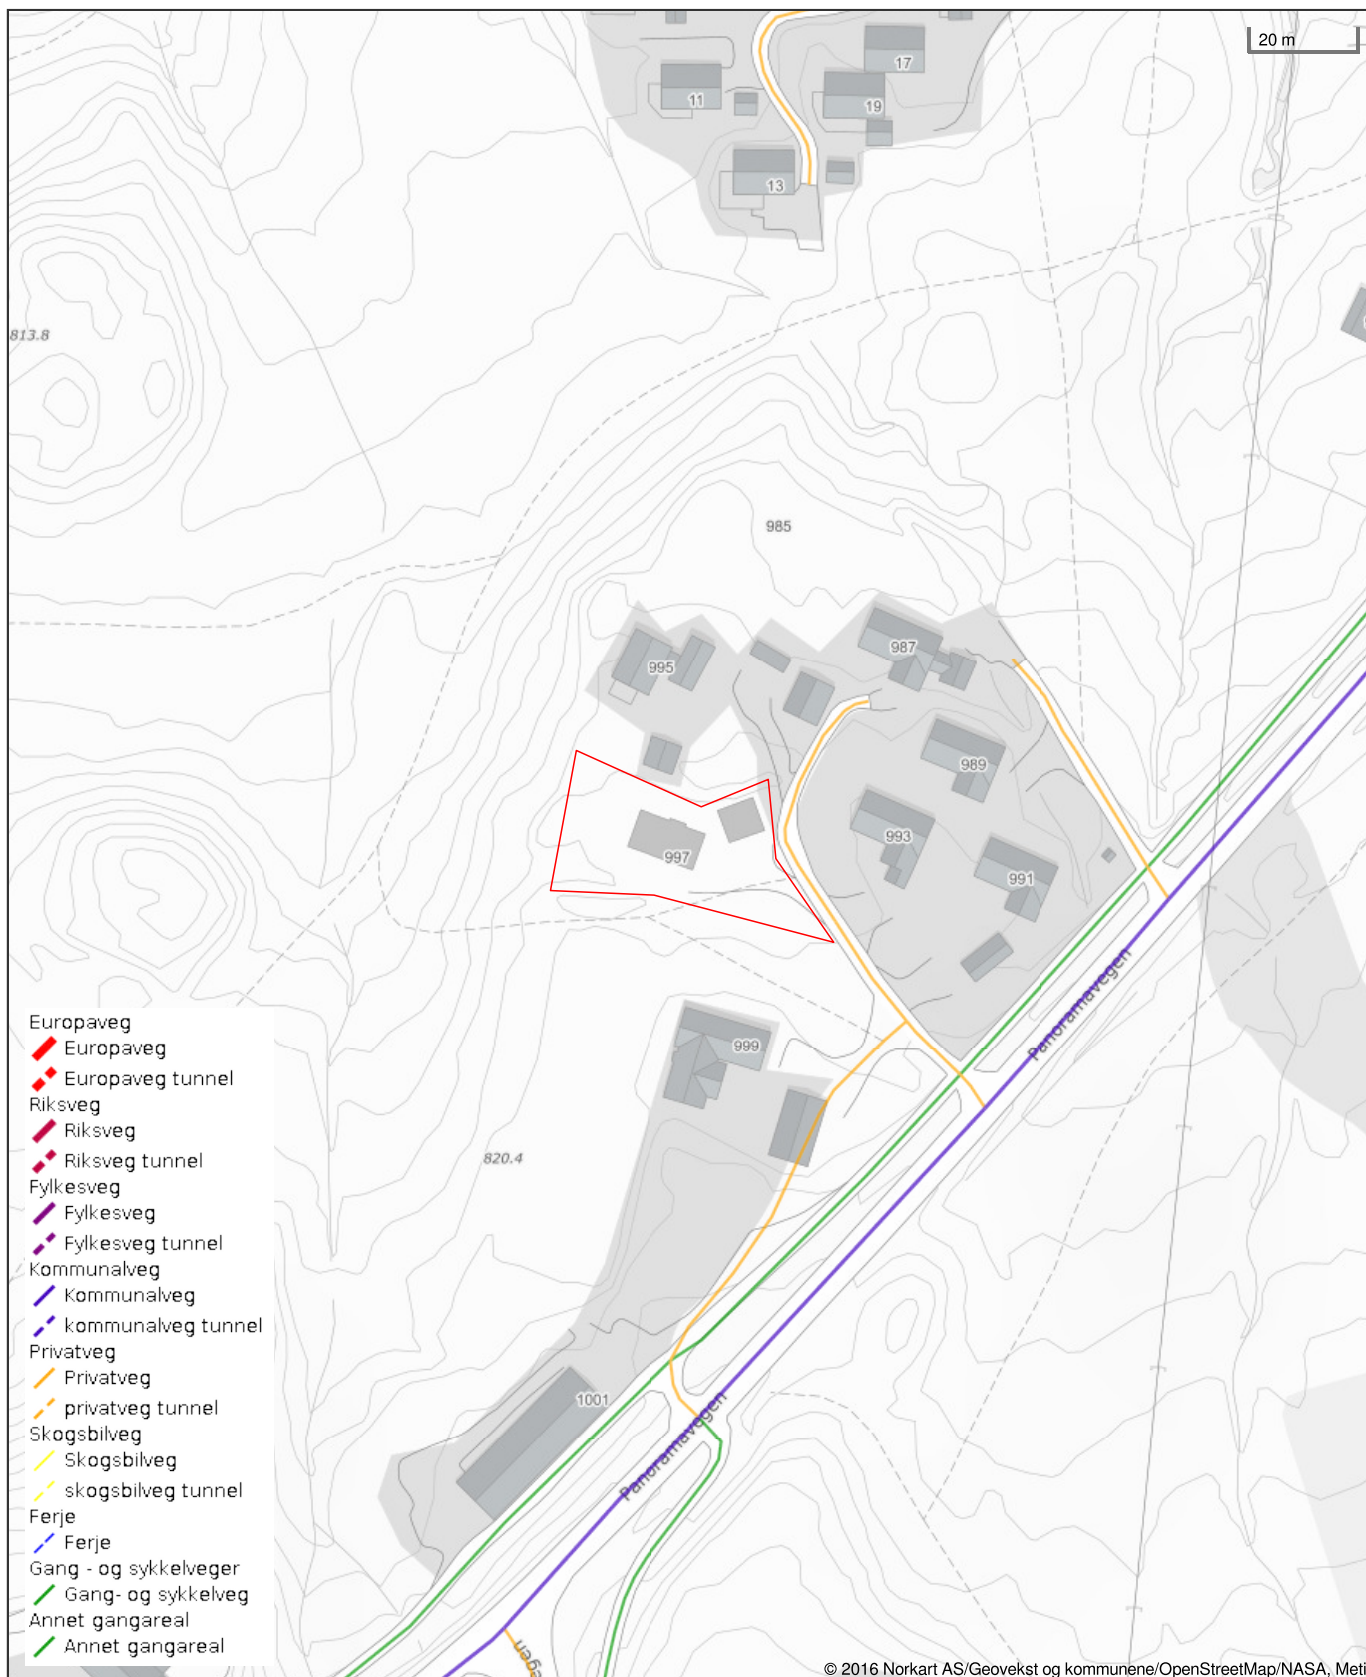 20 m
17
11
19
13
813.8
985
987
995
989
993
997
991
Panoramavegen
999
820.4
1001
Panoramavegen
Europaveg
Europaveg
Europaveg tunnel
Riksveg
Riksveg
Riksveg tunnel
Fylkesveg
Fylkesveg
Fylkesveg tunnel
Kommunalveg
Kommunalveg
kommunalveg tunnel
Privatveg
Privatveg
privatveg tunnel
Skogsbilveg
Skogsbilveg
skogsbilveg tunnel
Ferje
Ferje
Gang - og sykkelveger
Gang- og sykkelveg
Annet gangareal
Annet gangareal
© 2016 Norkart AS/Geovekst og kommunene/OpenStreetMap/NASA, Meti